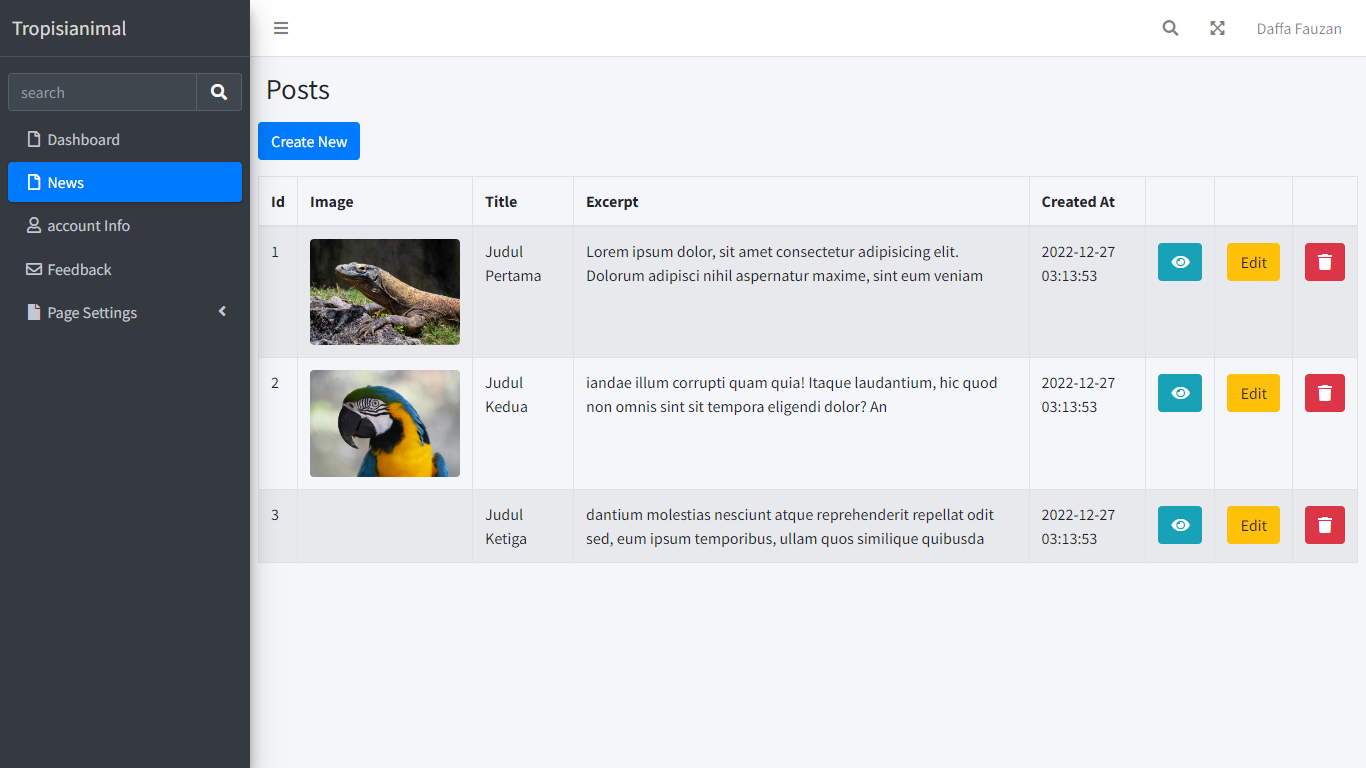 Tropisianimal
Daffa Fauzan
search
Dashboard
News
account Info
Feedback
Page Settings
Posts
Create New
Id Image Title Excerpt Created At
1 Judul Lorem ipsum dolor, sit amet consectetur adipisicing elit. 2022-12-27 Edit
Pertama Dolorum adipisci nihil aspernatur maxime, sint eum veniam 03:13:53
2 Judul iandae illum corrupti quam quia! Itaque laudantium, hic quod 2022-12-27 Edit
Kedua non omnis sint sit tempora eligendi dolor? An 03:13:53
3 Judul dantium molestias nesciunt atque reprehenderit repellat odit 2022-12-27 Edit
Ketiga sed, eum ipsum temporibus, ullam quos similique quibusda 03:13:53